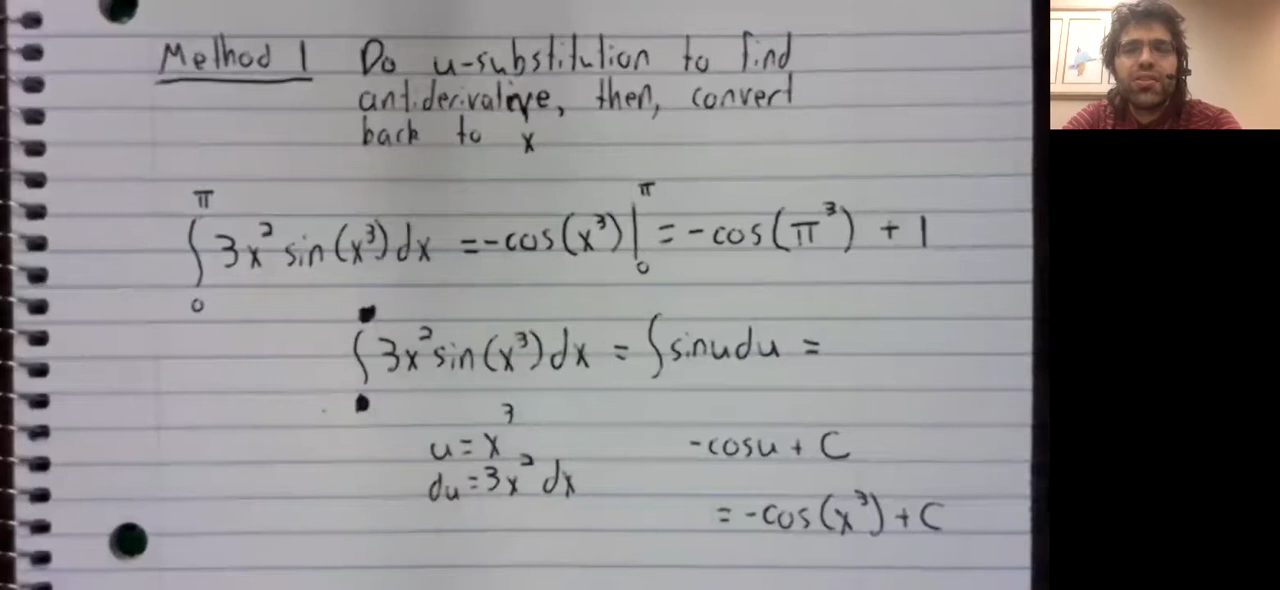 Method 1 Do u-substitution to find
antiderivative, then, convert
back to x
∫₀^π 3x² sin(x³) dx = -cos(x³)|₀^π = -cos(π³) + 1
∫ 3x² sin(x³) dx = ∫ sin u du =
u = x³
du = 3x² dx
-cos u + C
= -cos(x³) + C